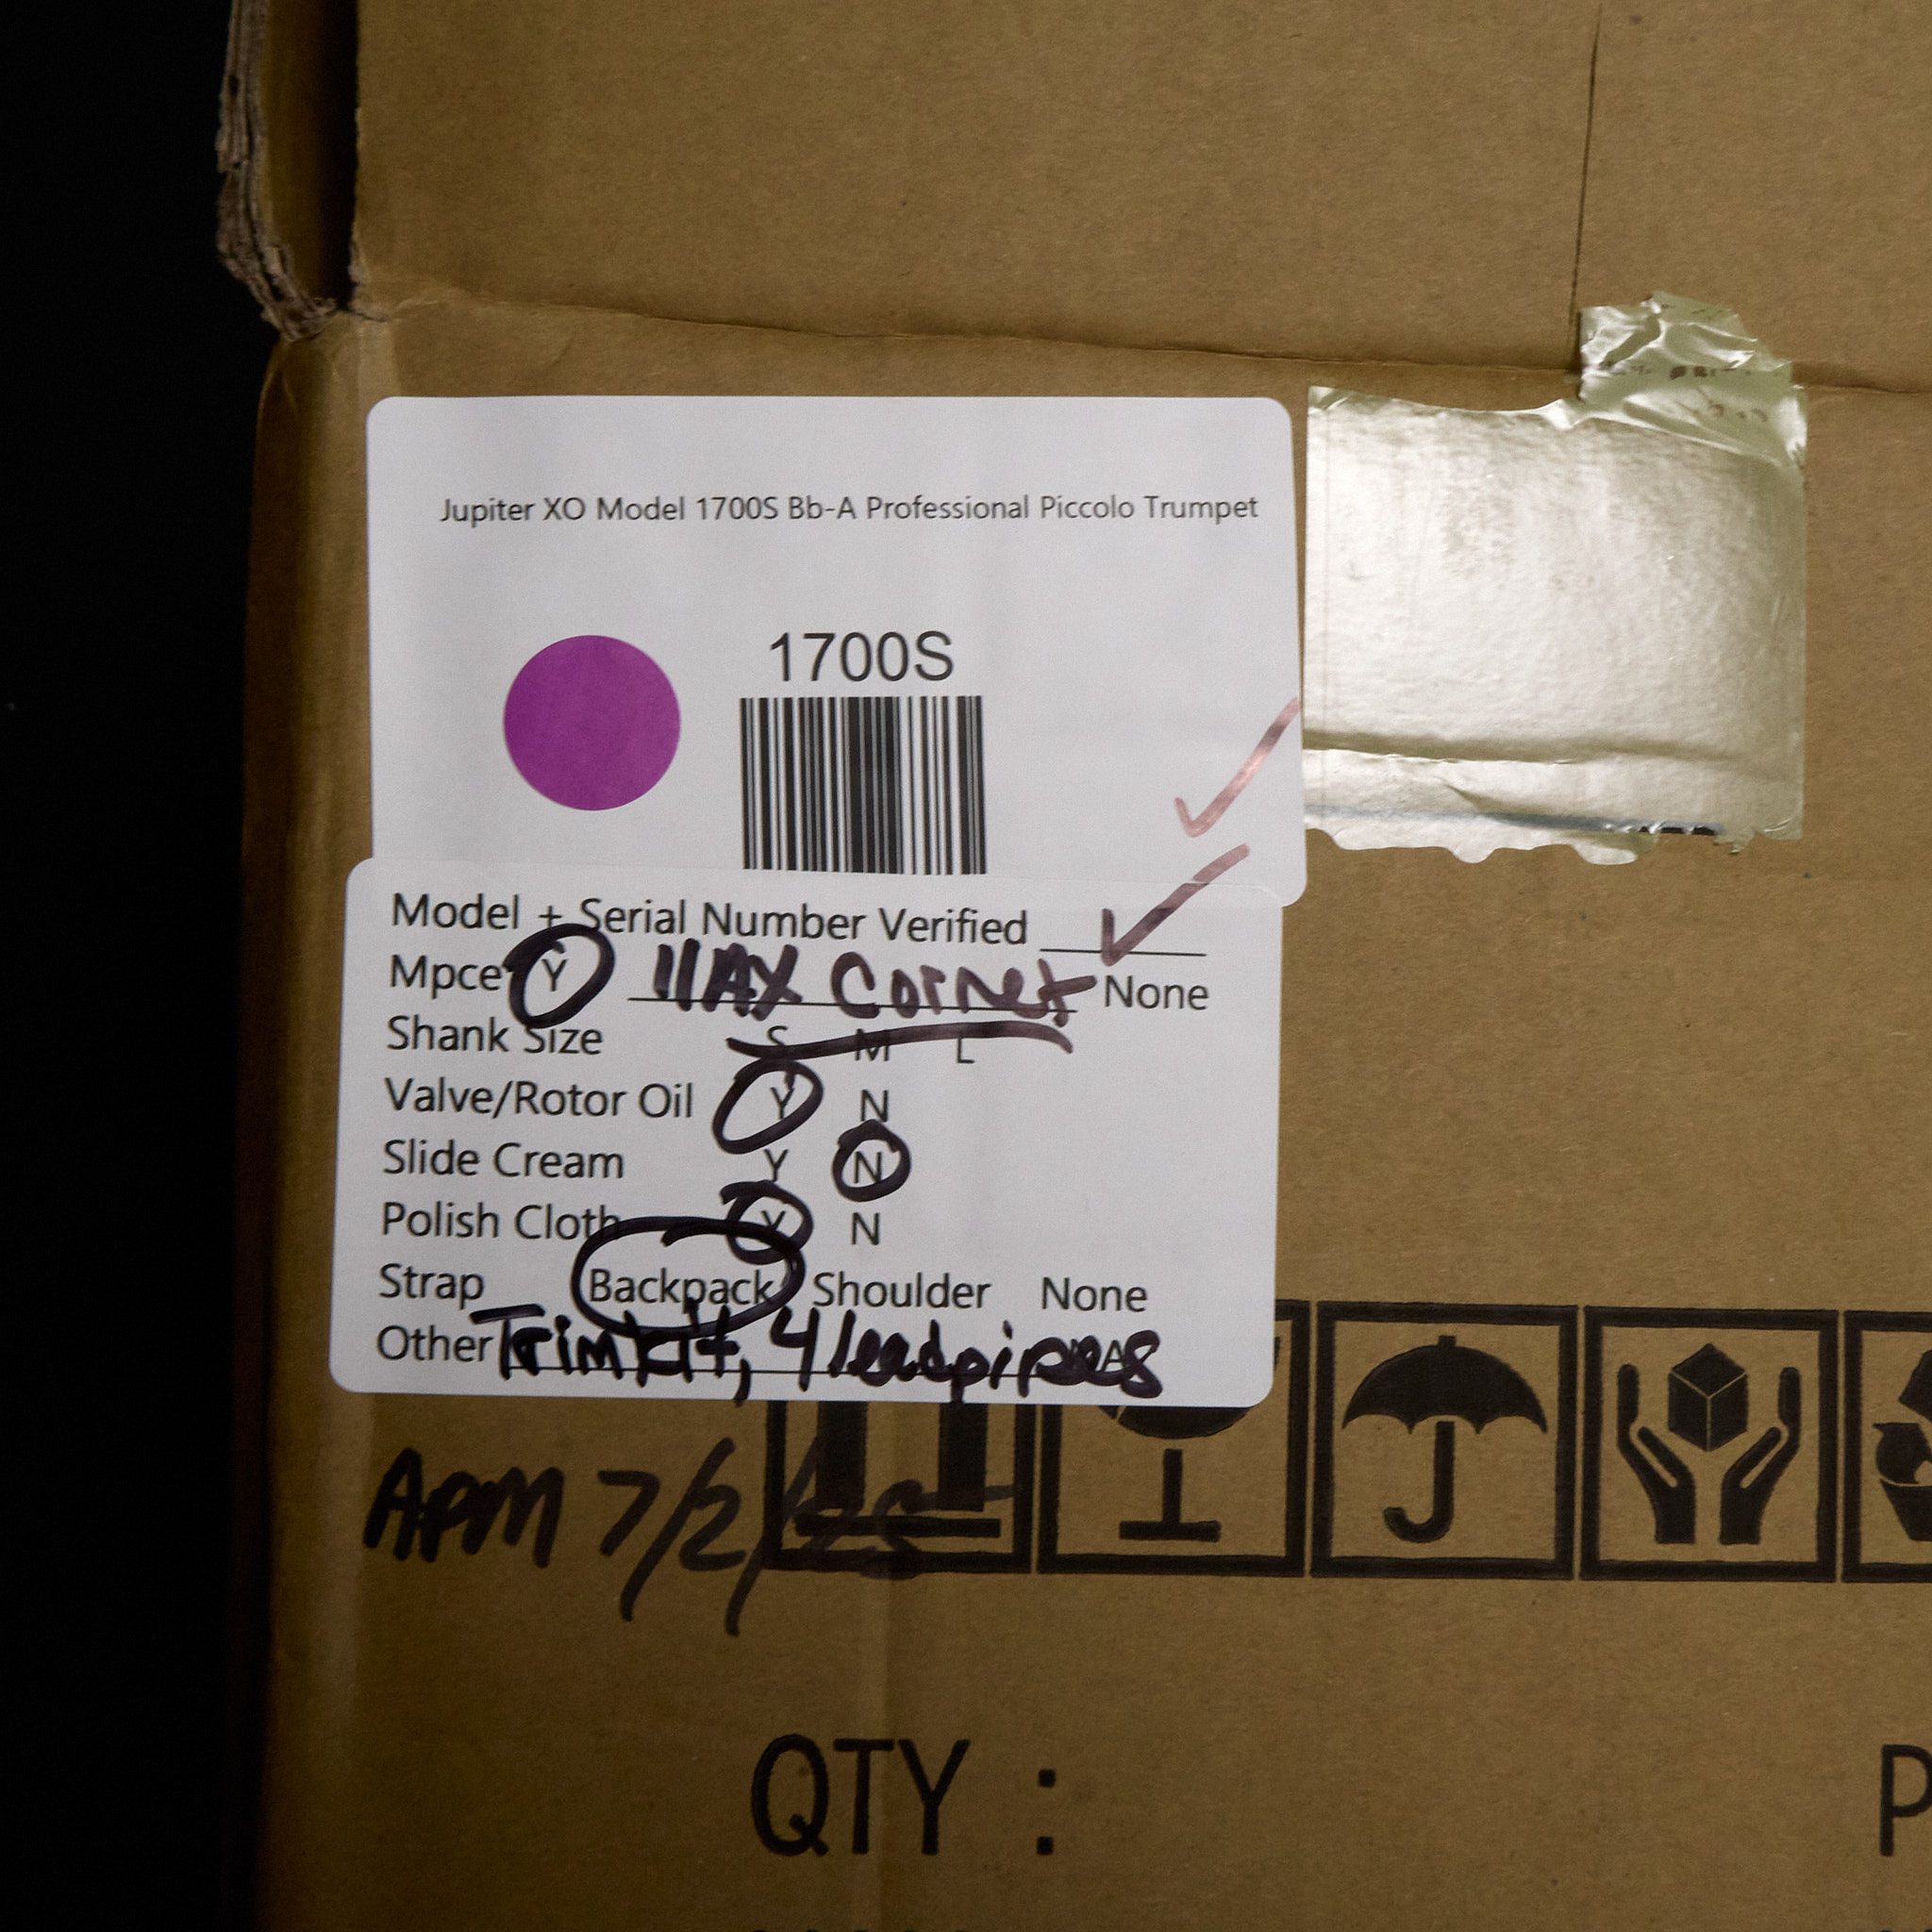 Jupiter XO Model 1700S Bb-A Professional Piccolo Trumpet
1700S
Model + Serial Number Verified
Mpce Y 11AX Cornet None
Shank Size S M L
Valve/Rotor Oil Y N
Slide Cream Y N
Polish Cloth Y N
Strap Backpack Shoulder None
Other Trim kit, 4 leadpipes
APM 7/2/25
QTY :
P